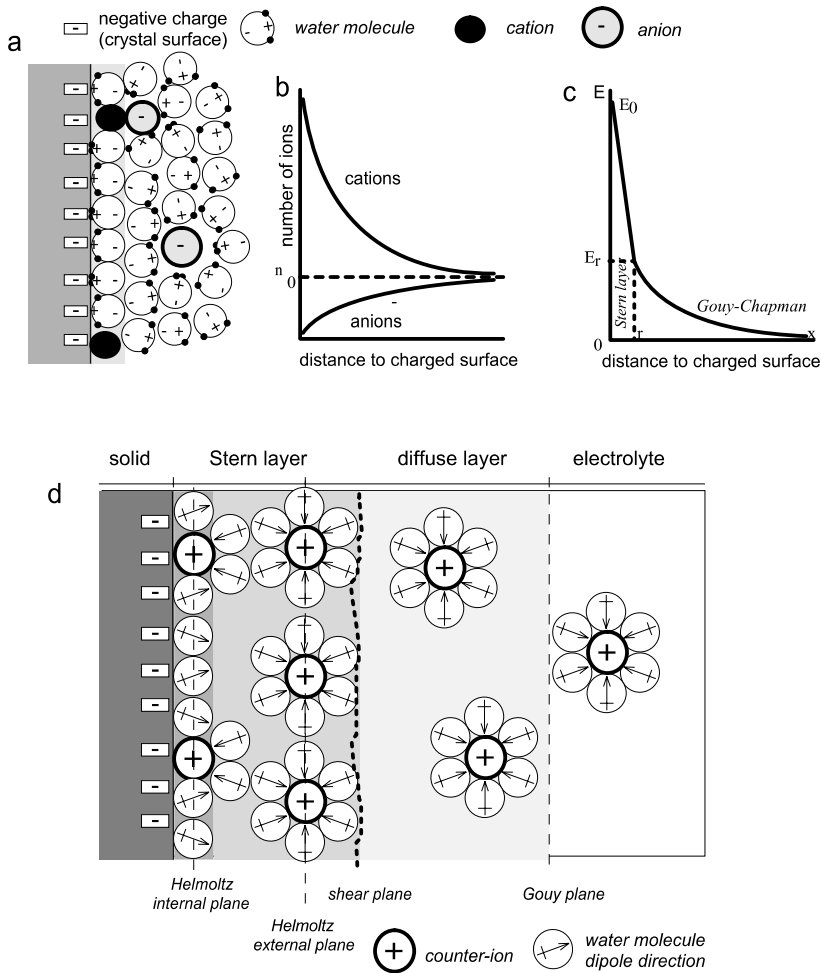 negative charge
(crystal surface)
water molecule
cation
anion
a
b
number of ions
cations
n
0
anions
distance to charged surface
c
E
E0
Er
Stern layer
Gouy-Chapman
0
r
x
distance to charged surface
d
solid
Stern layer
diffuse layer
electrolyte
Helmoltz
internal plane
Helmoltz
external plane
shear plane
Gouy plane
counter-ion
water molecule
dipole direction